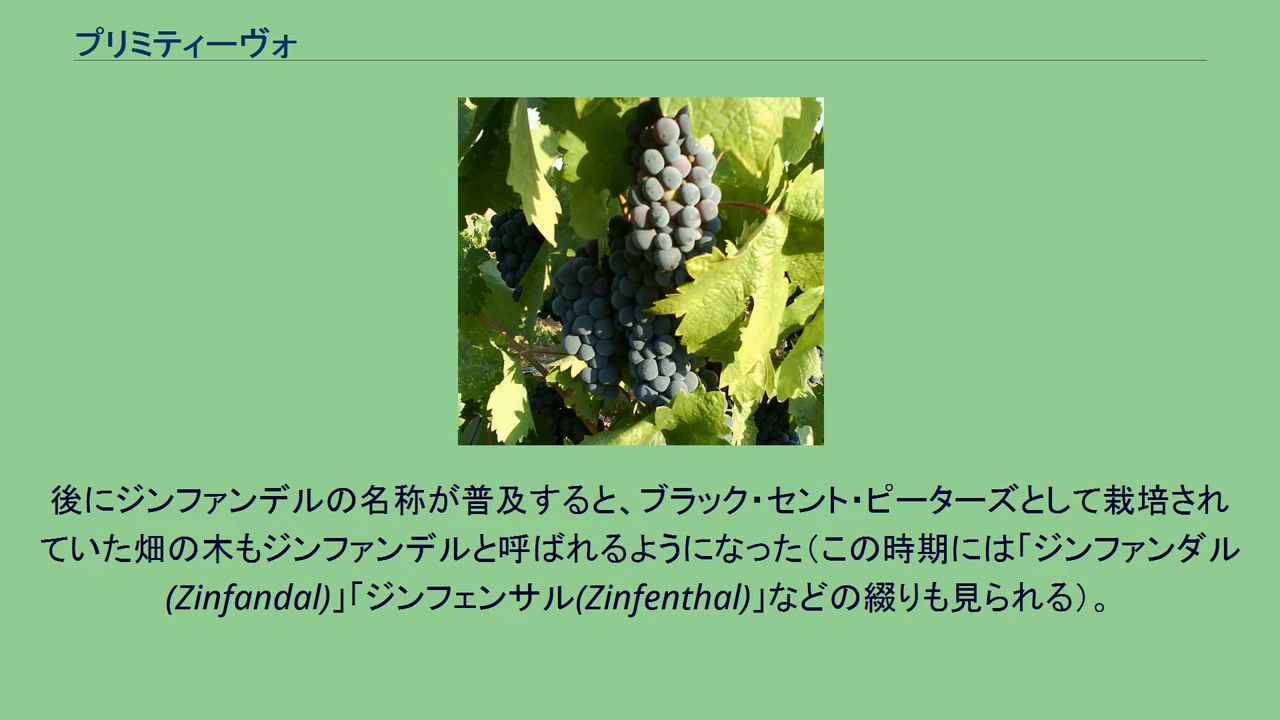 プリミティーヴォ
後にジンファンデルの名称が普及すると、ブラック・セント・ピーターズとして栽培され
ていた畑の木もジンファンデルと呼ばれるようになった（この時期には「ジンファンダル
(Zinfandal)」「ジンフェンサル(Zinfenthal)」などの綴りも見られる）。